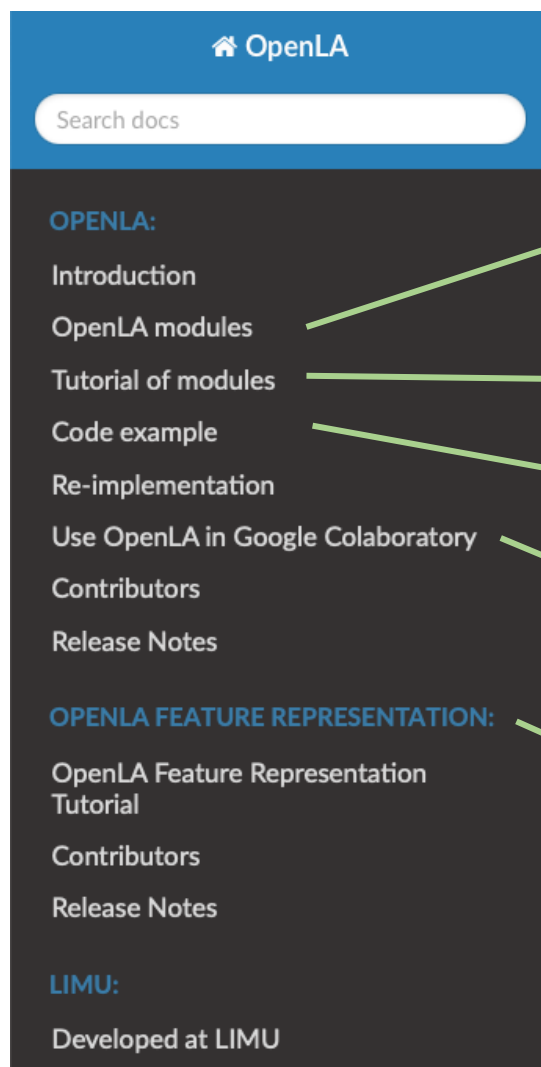 OpenLA
Search docs
OPENLA:
Introduction
OpenLA modules
Tutorial of modules
Code example
Re-implementation
Use OpenLA in Google Colaboratory
Contributors
Release Notes
OPENLA FEATURE REPRESENTATION:
OpenLA Feature Representation
Tutorial
Contributors
Release Notes
LIMU:
Developed at LIMU